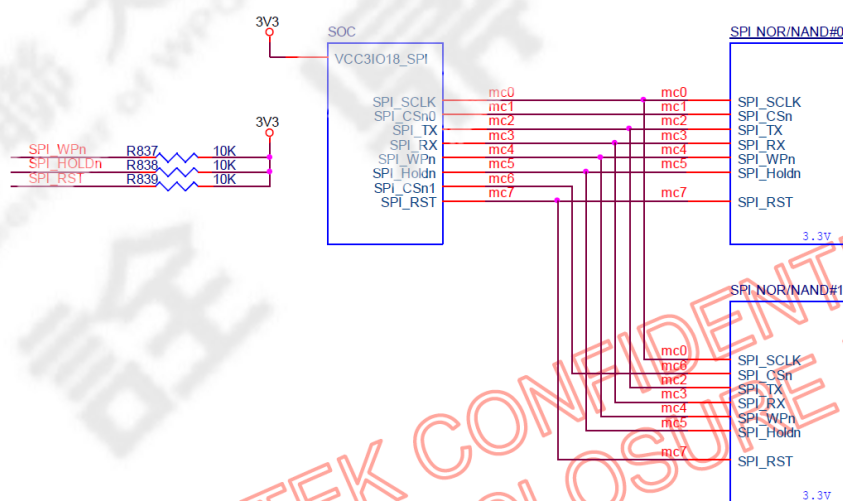 3V3
SOC
SPI NOR/NAND#0
VCC3IO18_SPI
SPI_SCLK
SPI_CSn0
SPI_TX
SPI_RX
SPI_WPn
SPI_Holdn
SPI_CSn1
SPI_RST
mc0
mc1
mc2
mc3
mc4
mc5
mc6
mc7
mc0
mc1
mc2
mc3
mc4
mc5
mc7
SPI_SCLK
SPI_CSn
SPI_TX
SPI_RX
SPI_WPn
SPI_Holdn
SPI_RST
3.3V
3V3
SPI_WPn R837 10K
SPI_HOLDn R838 10K
SPI_RST R839 10K
SPI NOR/NAND#1
mc0
mc6
mc2
mc3
mc4
mc5
mc7
SPI_SCLK
SPI_CSn
SPI_TX
SPI_RX
SPI_WPn
SPI_Holdn
SPI_RST
3.3V
TEK CONFIDENT
LOSURE